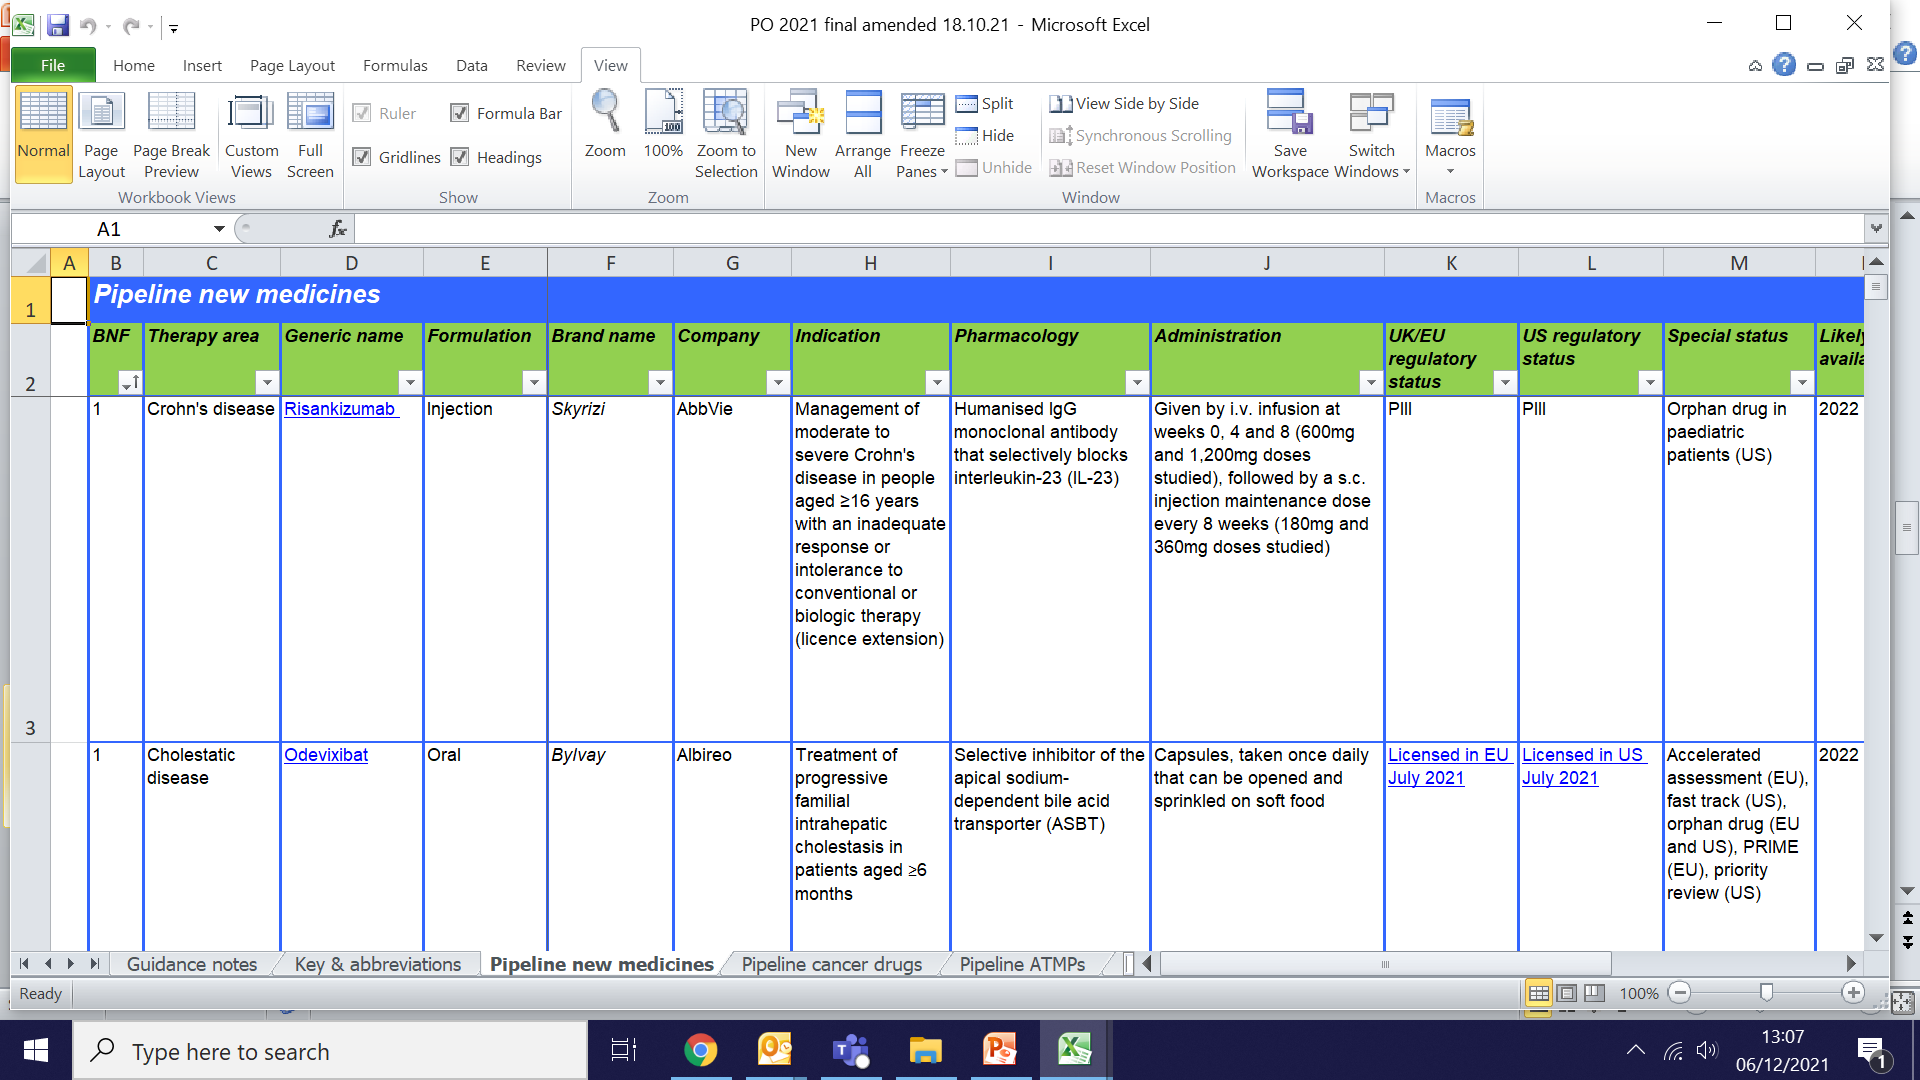 PO 2021 final amended 18.10.21 - Microsoft Excel
File Home Insert Page Layout Formulas Data Review View
Normal Page Layout Page Break Preview Custom Views Full Screen
Workbook Views
Ruler Formula Bar
Gridlines Headings
Show
Zoom 100% Zoom to Selection
Zoom
New Window Arrange All Freeze Panes
Split
Hide
Unhide
View Side by Side
Synchronous Scrolling
Reset Window Position
Save Workspace Switch Windows
Window
Macros
Macros
A1 fx
A B C D E F G H I J K L M
1 Pipeline new medicines
2 BNF Therapy area Generic name Formulation Brand name Company Indication Pharmacology Administration UK/EU regulatory status US regulatory status Special status
3
1
Crohn's disease
Risankizumab
Injection
Skyrizi
AbbVie
Management of
moderate to
severe Crohn's
disease in people
aged ≥16 years
with an inadequate
response or
intolerance to
conventional or
biologic therapy
(licence extension)
Humanised IgG
monoclonal antibody
that selectively blocks
interleukin-23 (IL-23)
Given by i.v. infusion at
weeks 0, 4 and 8 (600mg
and 1,200mg doses
studied), followed by a s.c.
injection maintenance dose
every 8 weeks (180mg and
360mg doses studied)
PIII
PIII
Orphan drug in
paediatric
patients (US)
2022
1
Cholestatic
disease
Odevixibat
Oral
Bylvay
Albireo
Treatment of
progressive
familial
intrahepatic
cholestasis in
patients aged ≥6
months
Selective inhibitor of the
apical sodium-
dependent bile acid
transporter (ASBT)
Capsules, taken once daily
that can be opened and
sprinkled on soft food
Licensed in EU
July 2021
Licensed in US
July 2021
Accelerated
assessment (EU),
fast track (US),
orphan drug (EU
and US), PRIME
(EU), priority
review (US)
2022
Guidance notes Key & abbreviations Pipeline new medicines Pipeline cancer drugs Pipeline ATMPs
Ready 100%
Type here to search
13:07
06/12/2021
1